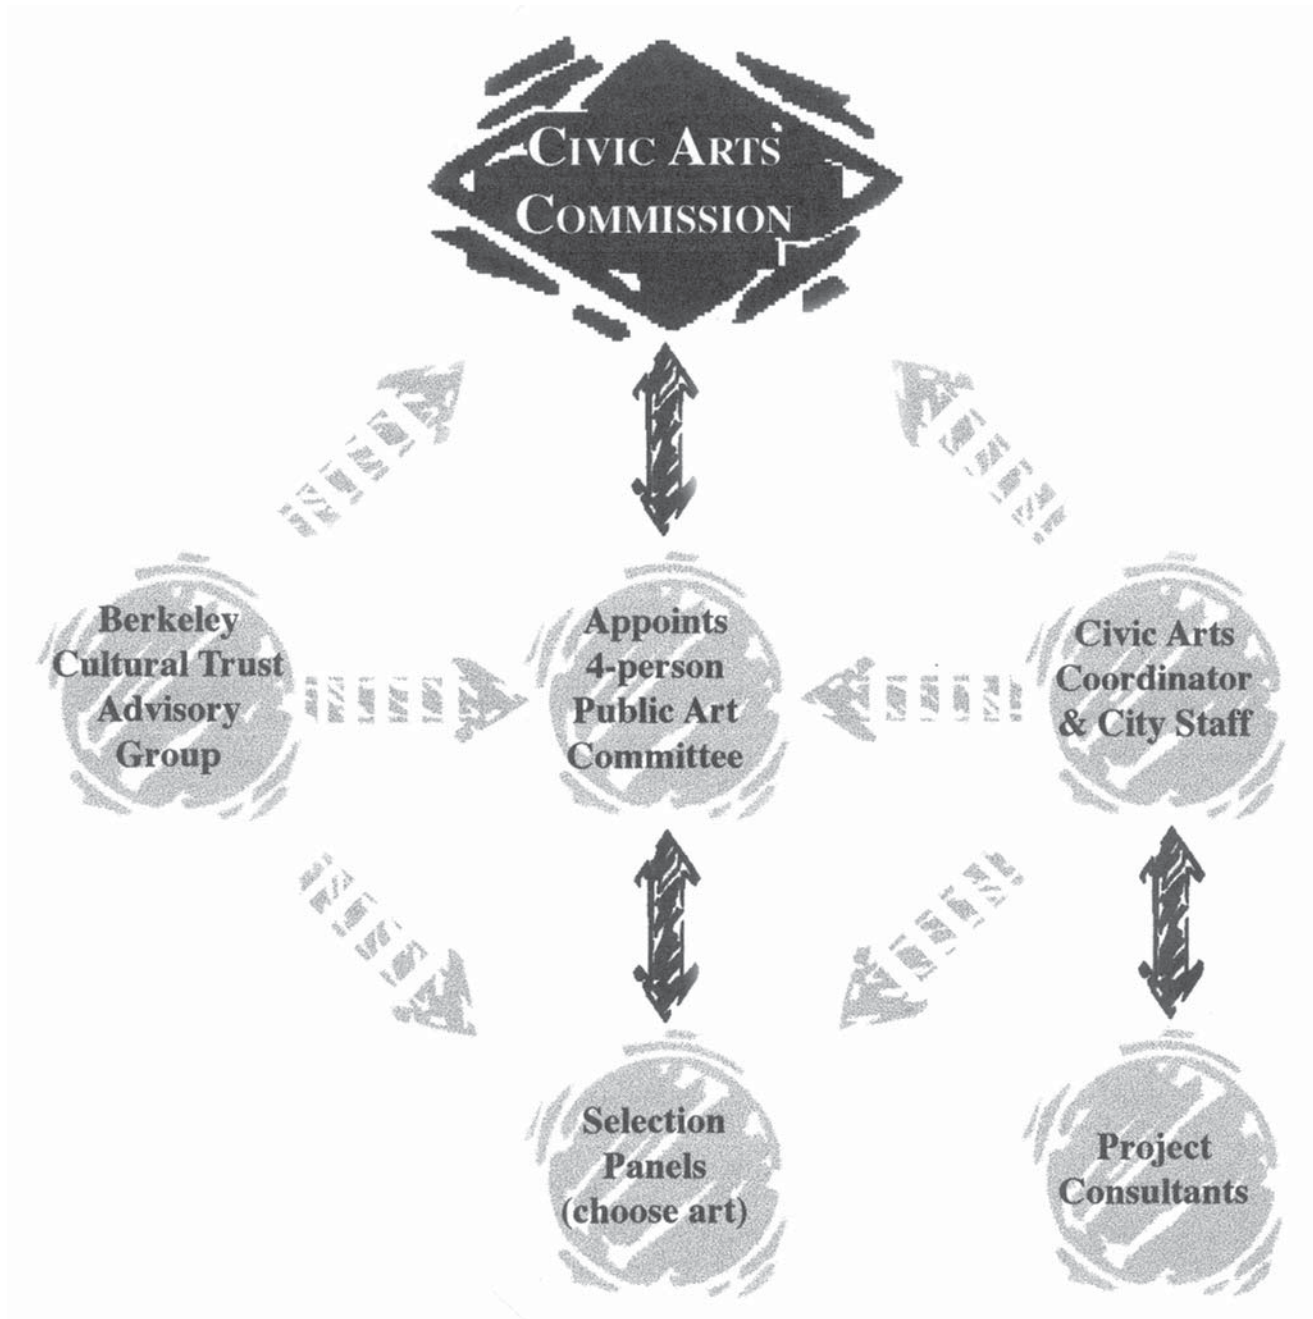 CIVIC ARTS
COMMISSION
Berkeley
Cultural Trust
Advisory
Group
Appoints
4-person
Public Art
Committee
Civic Arts
Coordinator
& City Staff
Selection
Panels
(choose art)
Project
Consultants